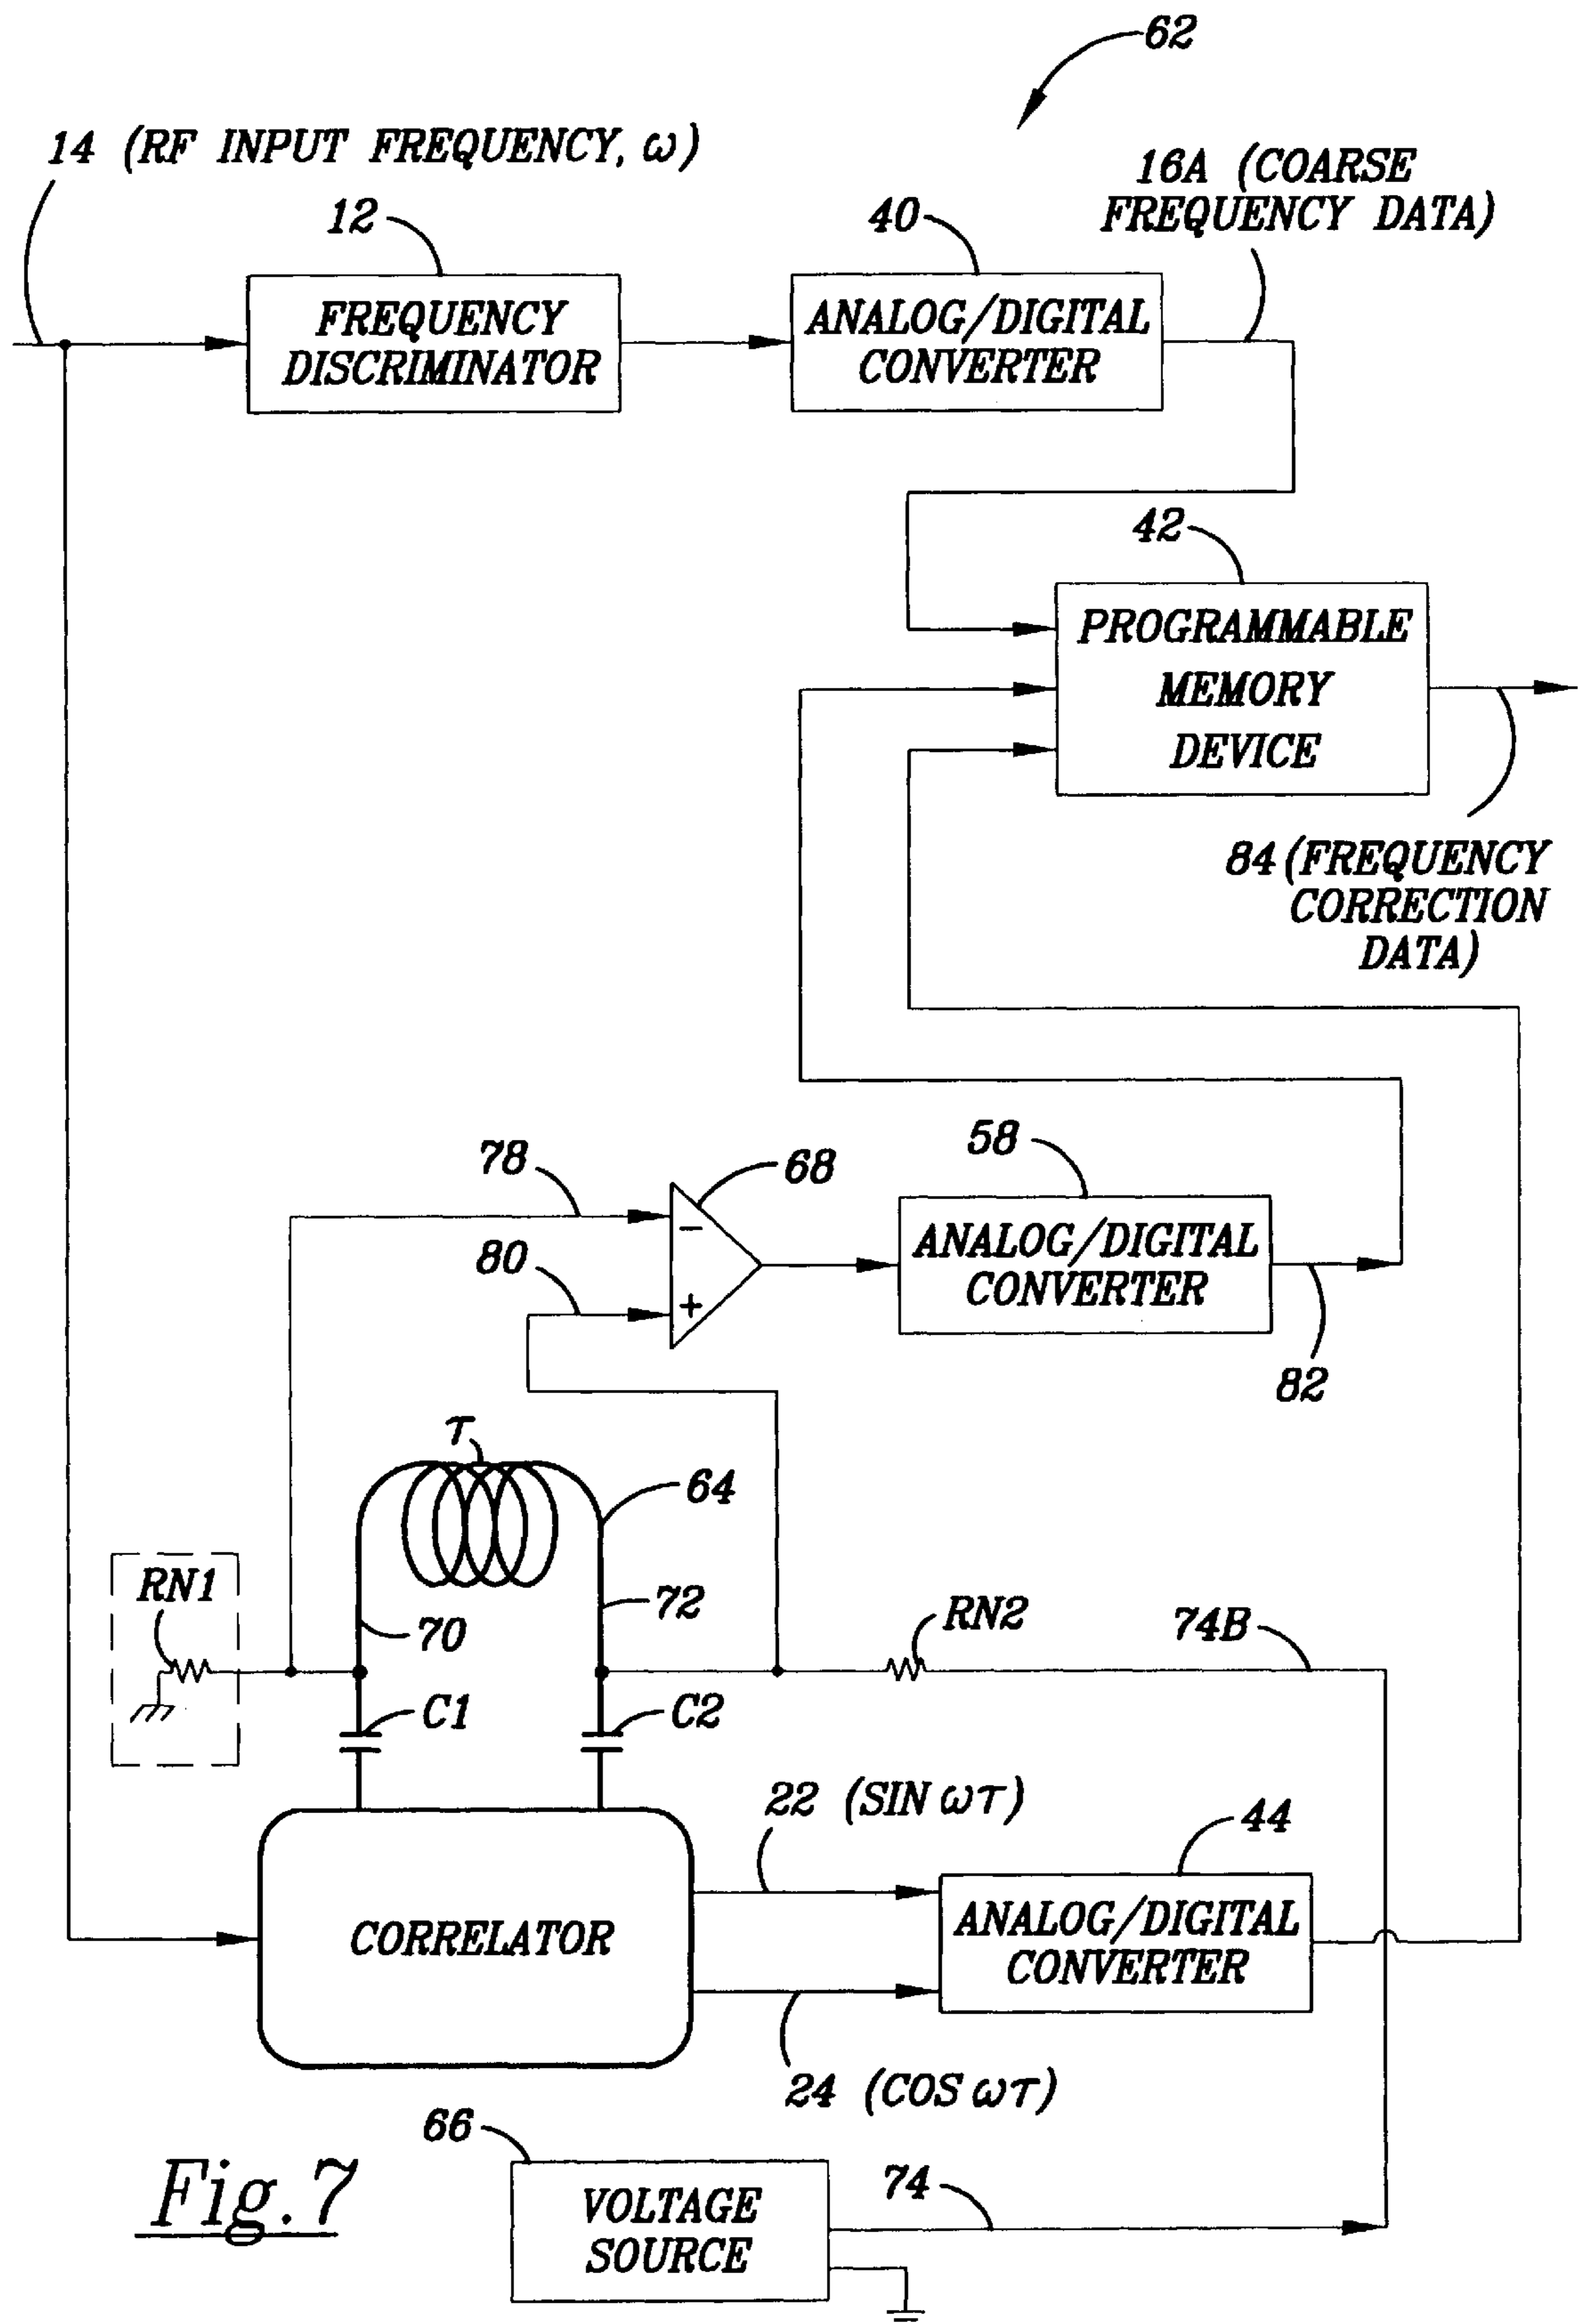 62
14 (RF INPUT FREQUENCY, ω)
16A (COARSE
FREQUENCY DATA)
12
40
FREQUENCY
DISCRIMINATOR
ANALOG/DIGITAL
CONVERTER
42
PROGRAMMABLE
MEMORY
DEVICE
84 (FREQUENCY
CORRECTION
DATA)
78
68
58
80
−
+
ANALOG/DIGITAL
CONVERTER
82
τ
64
RN1
70
72
RN2
74B
C1
C2
22 (SIN ωτ)
44
CORRELATOR
ANALOG/DIGITAL
CONVERTER
24 (COS ωτ)
66
74
VOLTAGE
SOURCE
Fig. 7